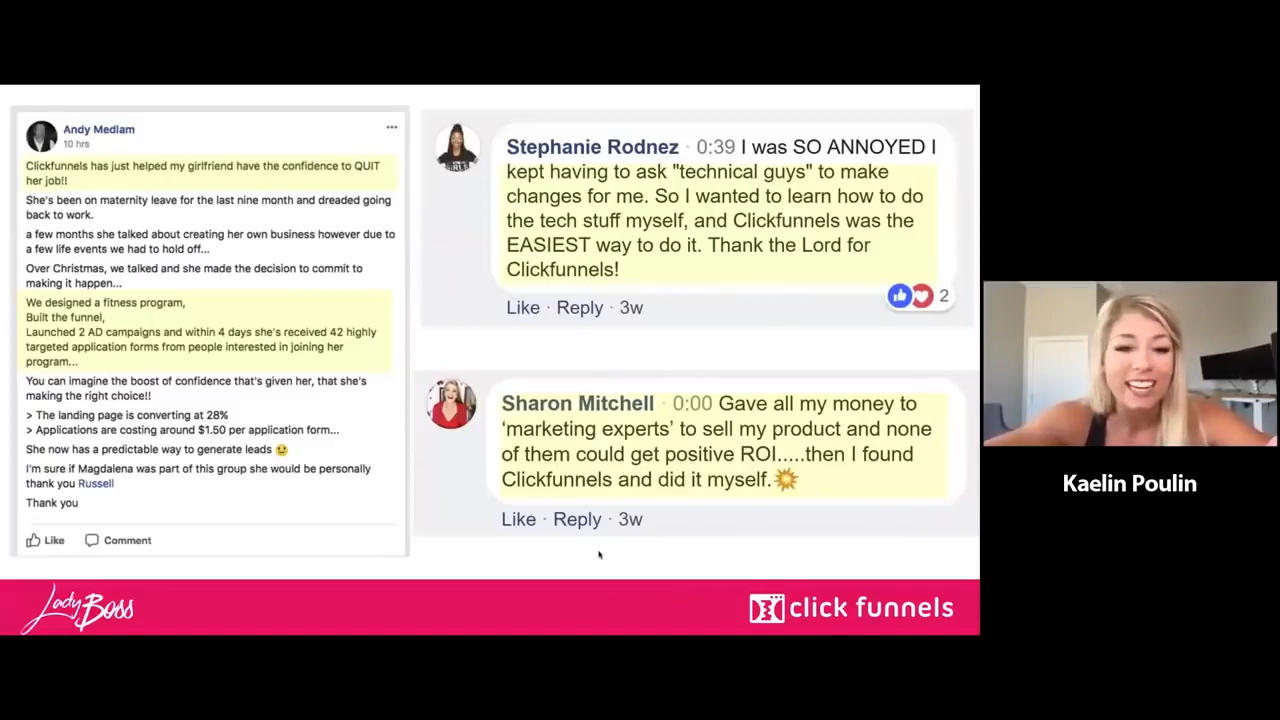 Andy Medlam
10 hrs
Clickfunnels has just helped my girlfriend have the confidence to QUIT
her job!!
She's been on maternity leave for the last nine month and dreaded going
back to work.
a few months she talked about creating her own business however due to
a few life events we had to hold off...
Over Christmas, we talked and she made the decision to commit to
making it happen...
We designed a fitness program,
Built the funnel,
Launched 2 AD campaigns and within 4 days she's received 42 highly
targeted application forms from people interested in joining her
program...
You can imagine the boost of confidence that's given her, that she's
making the right choice!!
> The landing page is converting at 28%
> Applications are costing around $1.50 per application form...
She now has a predictable way to generate leads 😉
I'm sure if Magdalena was part of this group she would be personally
thank you Russell
Thank you
Like Comment
Stephanie Rodnez · 0:39 I was SO ANNOYED I
kept having to ask "technical guys" to make
changes for me. So I wanted to learn how to do
the tech stuff myself, and Clickfunnels was the
EASIEST way to do it. Thank the Lord for
Clickfunnels!
2
Like · Reply · 3w
Sharon Mitchell · 0:00 Gave all my money to
‘marketing experts’ to sell my product and none
of them could get positive ROI.....then I found
Clickfunnels and did it myself.💥
Like · Reply · 3w
LadyBoss
click funnels
Kaelin Poulin